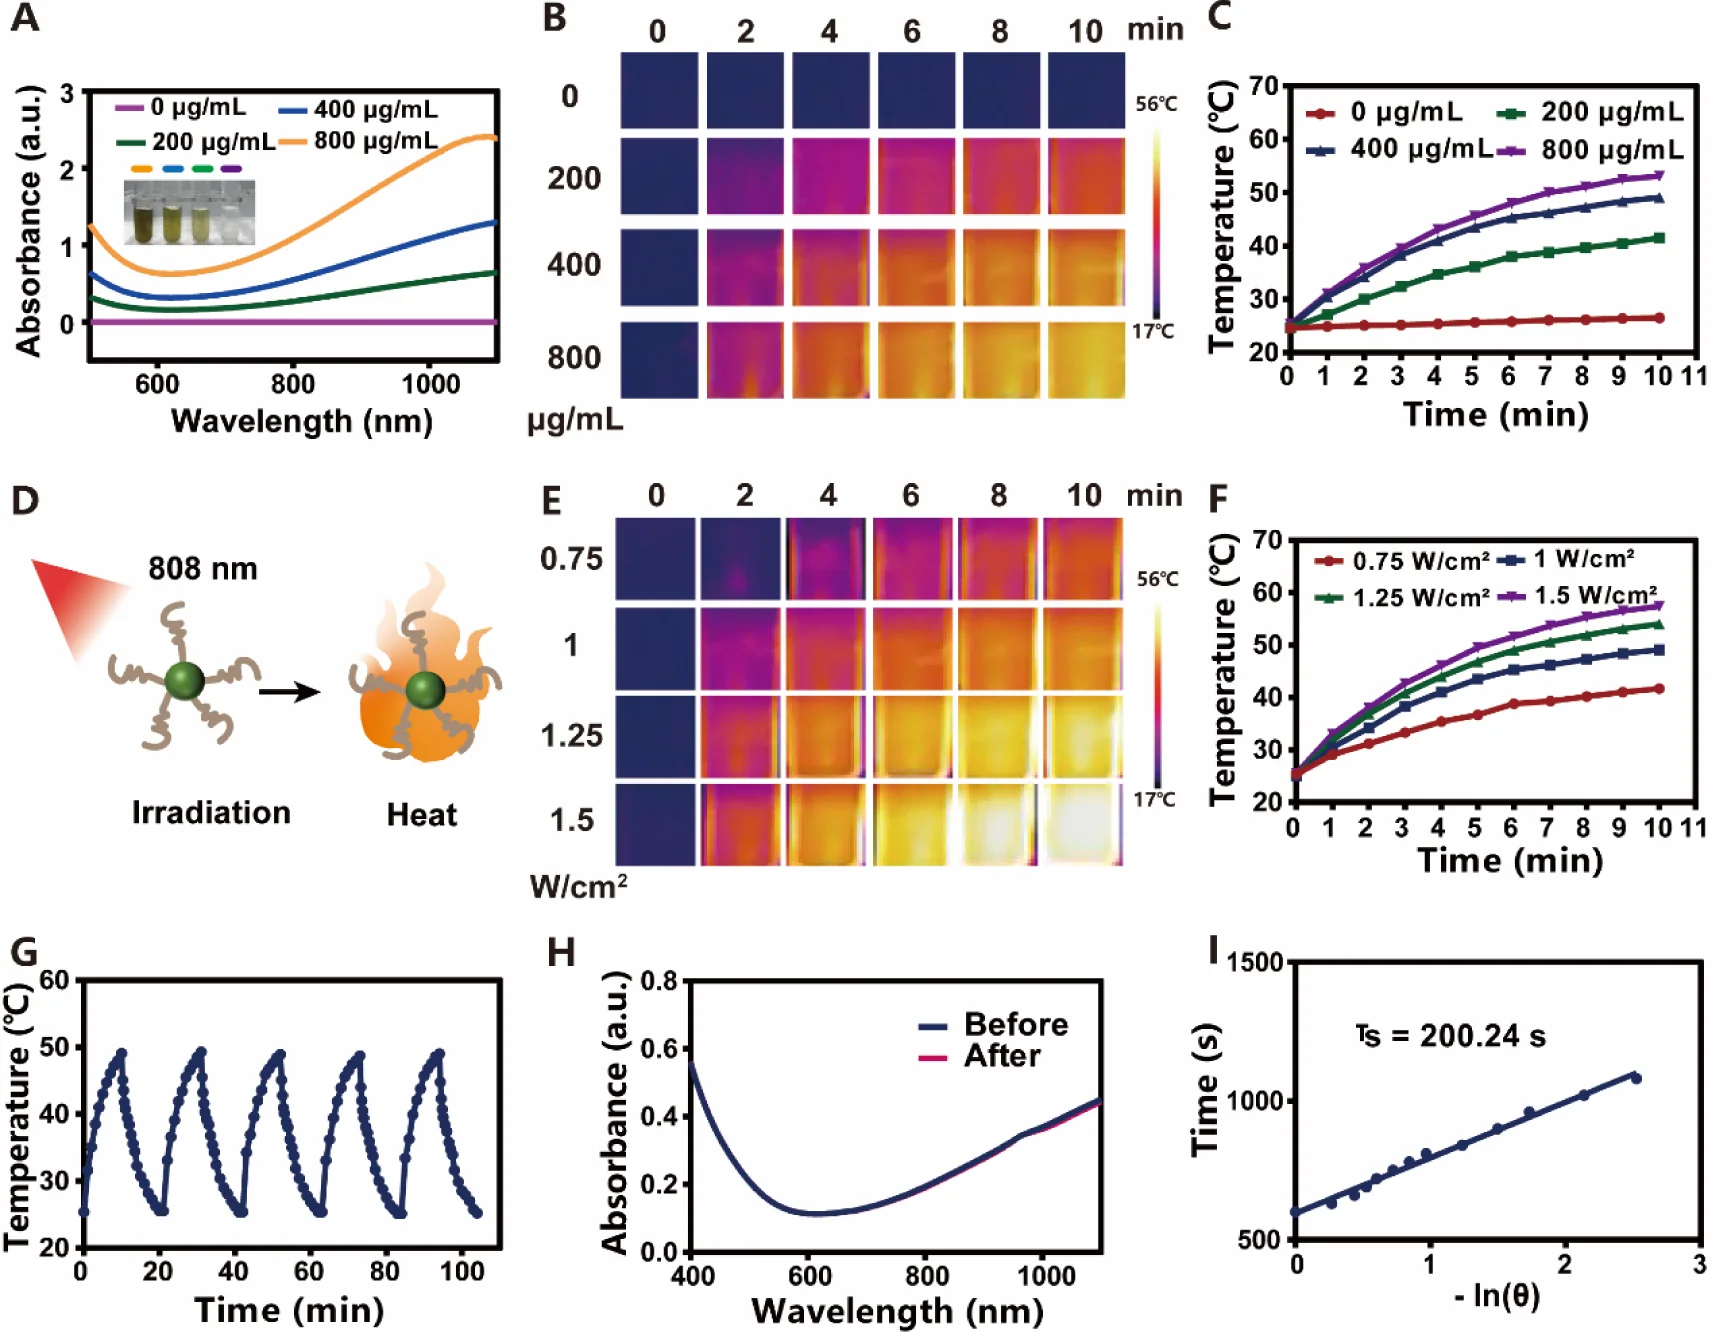 A
Absorbance (a.u.)
3
2
1
0
0 µg/mL
400 µg/mL
200 µg/mL
800 µg/mL
600
800
1000
Wavelength (nm)
B
0 2 4 6 8 10 min
0
200
400
800
µg/mL
56℃
17℃
C
Temperature (℃)
70
60
50
40
30
20
0 µg/mL
200 µg/mL
400 µg/mL
800 µg/mL
0 1 2 3 4 5 6 7 8 9 10 11
Time (min)
D
808 nm
Irradiation
Heat
E
0 2 4 6 8 10 min
0.75
1
1.25
1.5
W/cm²
56℃
17℃
F
Temperature (℃)
70
60
50
40
30
20
0.75 W/cm²
1 W/cm²
1.25 W/cm²
1.5 W/cm²
0 1 2 3 4 5 6 7 8 9 10 11
Time (min)
G
Temperature (℃)
60
50
40
30
20
0 20 40 60 80 100
Time (min)
H
Absorbance (a.u.)
0.8
0.6
0.4
0.2
0.0
Before
After
400 600 800 1000
Wavelength (nm)
I
Time (s)
1500
1000
500
τs = 200.24 s
0 1 2 3
- ln(θ)